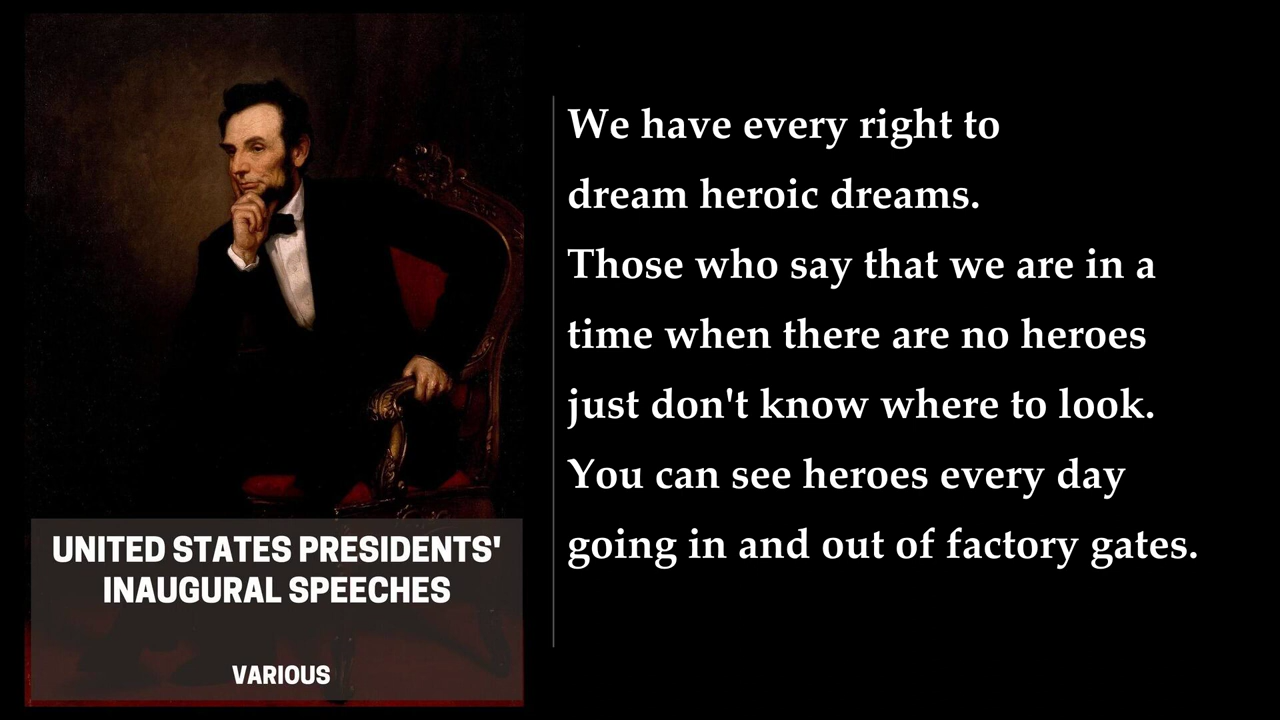 We have every right to
dream heroic dreams.
Those who say that we are in a
time when there are no heroes
just don't know where to look.
You can see heroes every day
going in and out of factory gates.
UNITED STATES PRESIDENTS'
INAUGURAL SPEECHES
VARIOUS